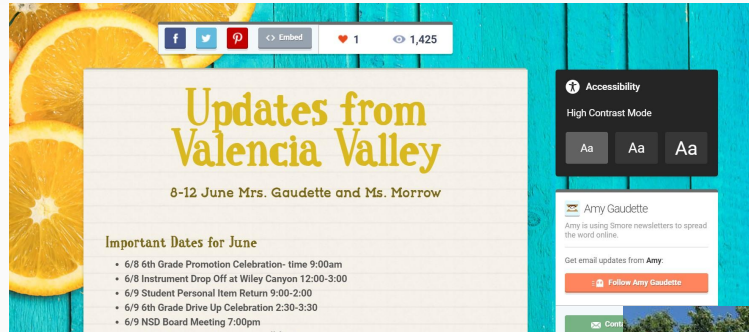 f
Embed
1
1,425
Updates from
Valencia Valley
8-12 June Mrs. Gaudette and Ms. Morrow
Important Dates for June
• 6/8 6th Grade Promotion Celebration- time 9:00am
• 6/8 Instrument Drop Off at Wiley Canyon 12:00-3:00
• 6/9 Student Personal Item Return 9:00-2:00
• 6/9 6th Grade Drive Up Celebration 2:30-3:30
• 6/9 NSD Board Meeting 7:00pm
Accessibility
High Contrast Mode
Aa Aa Aa
Amy Gaudette
Amy is using Smore newsletters to spread
the word online.
Get email updates from Amy:
Follow Amy Gaudette